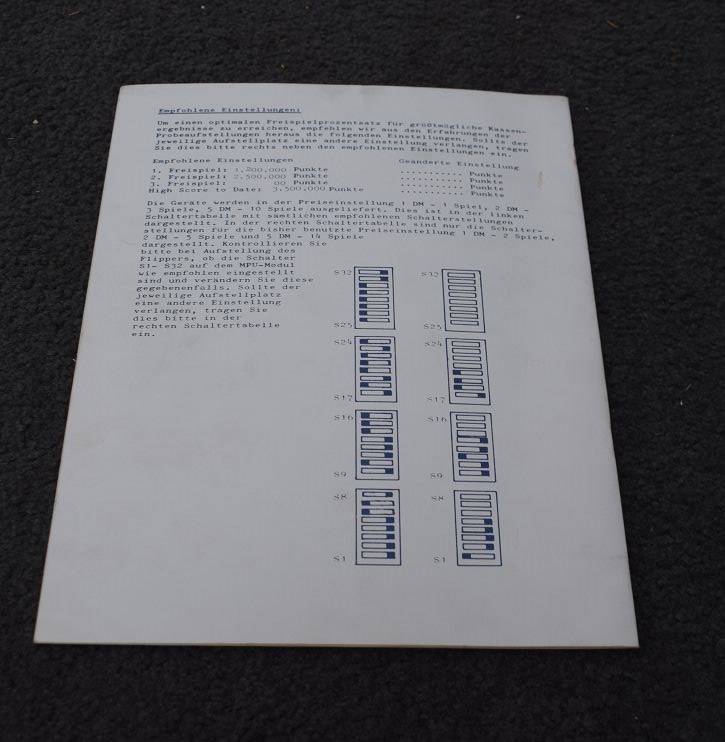 Empfohlene Einstellungen:
Um einen optimalen Freispielprozentsatz für größtmögliche Kassen-
ergebnisse zu erreichen, empfehlen wir aus den Erfahrungen der
Probeaufstellungen heraus die folgenden Einstellungen. Sollte der
jeweilige Aufstellplatz eine andere Einstellung verlangen, tragen
Sie dies bitte rechts neben den empfohlenen Einstellungen ein.
Empfohlene Einstellungen Geänderte Einstellung
1. Freispiel: 1,200,000 Punkte .......... Punkte
2. Freispiel: 2,500,000 Punkte .......... Punkte
3. Freispiel: 00 Punkte .......... Punkte
High Score to Date: 3,500,000 Punkte .......... Punkte
Die Geräte werden in der Preiseinstellung 1 DM - 1 Spiel, 2 DM -
3 Spiele, 5 DM - 10 Spiele ausgeliefert. Dies ist in der linken
Schaltertabelle mit sämtlichen empfohlenen Schalterstellungen
dargestellt. In der rechten Schaltertabelle sind nur die Schalter-
stellungen für die bisher benutzte Preiseinstellung 1 DM - 2 Spiele,
2 DM - 5 Spiele und 5 DM - 14 Spiele
dargestellt. Kontrollieren Sie
bitte bei Aufstellung des
Flippers, ob die Schalter
S1- S32 auf dem MPU-Modul
wie empfohlen eingestellt
sind und verändern Sie diese
gegebenenfalls. Sollte der
jeweilige Aufstellplatz
eine andere Einstellung
verlangen, tragen Sie
dies bitte in der
rechten Schaltertabelle
ein.
S32 S32
S25 S25
S24 S24
S17 S17
S16 S16
S9 S9
S8 S8
S1 S1